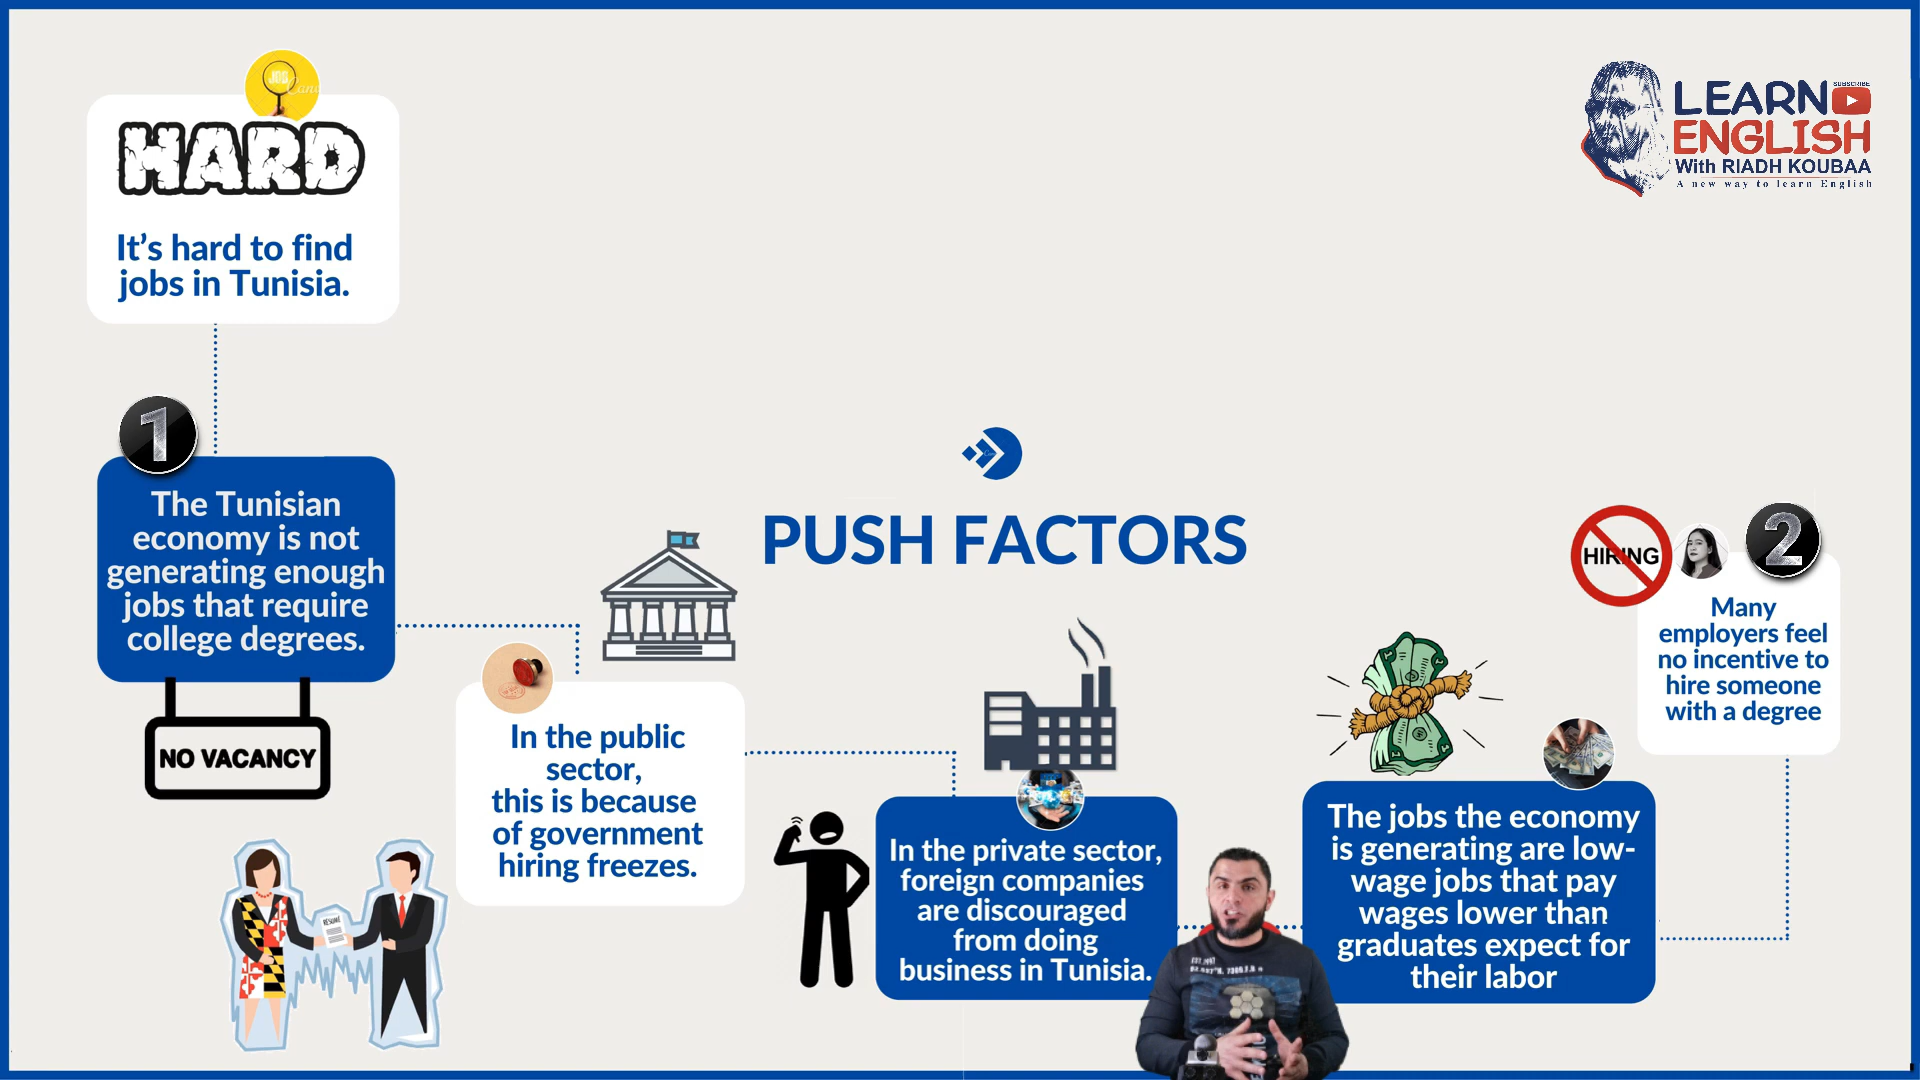 JOB
HARD
It's hard to find
jobs in Tunisia.
1
The Tunisian
economy is not
generating enough
jobs that require
college degrees.
NO VACANCY
RESUME
In the public
sector,
this is because
of government
hiring freezes.
PUSH FACTORS
In the private sector,
foreign companies
are discouraged
from doing
business in Tunisia.
The jobs the economy
is generating are low-
wage jobs that pay
wages lower than
graduates expect for
their labor
HIRING
2
Many
employers feel
no incentive to
hire someone
with a degree
SUBSCRIBE
LEARN
ENGLISH
With RIADH KOUBAA
A new way to learn English